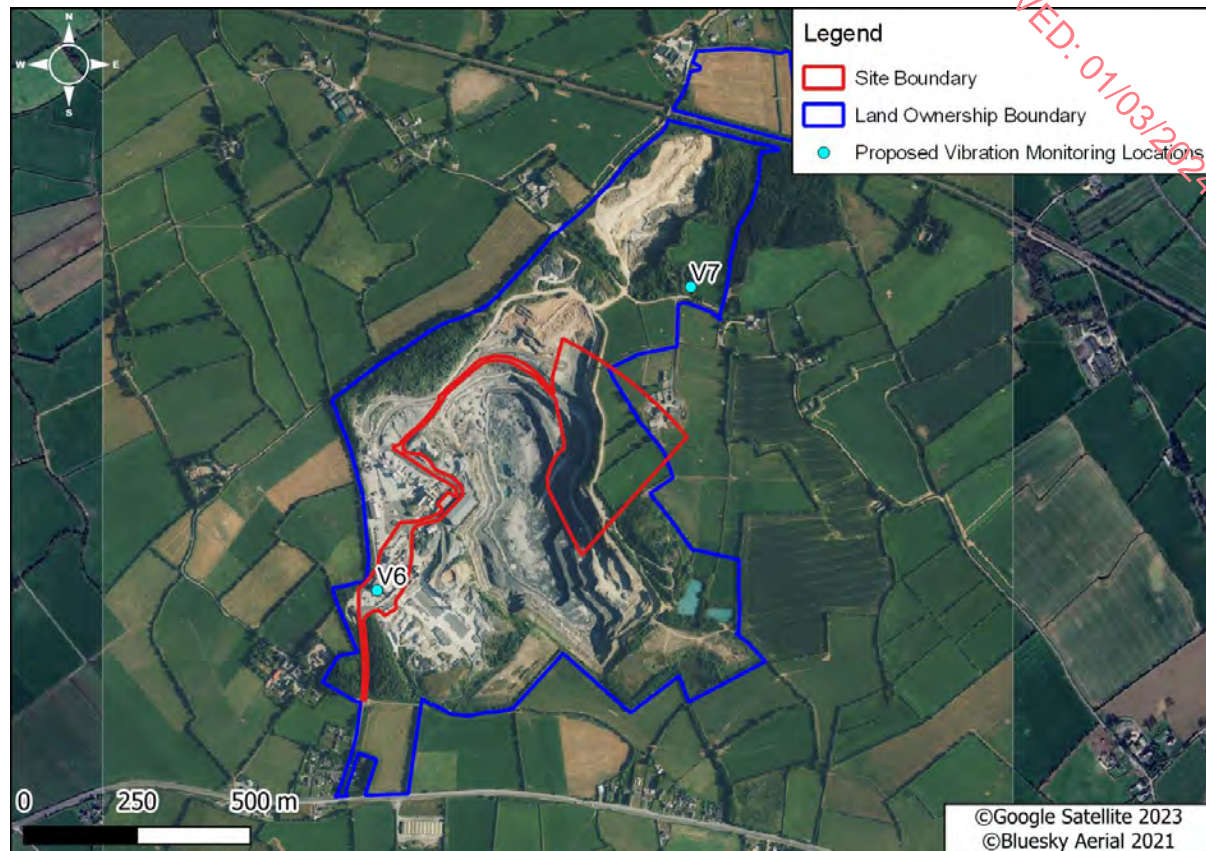 N
W E
S
Legend
Site Boundary
Land Ownership Boundary
Proposed Vibration Monitoring Locations
VED: 01/03/2024
V7
V6
0 250 500 m
©Google Satellite 2023
©Bluesky Aerial 2021